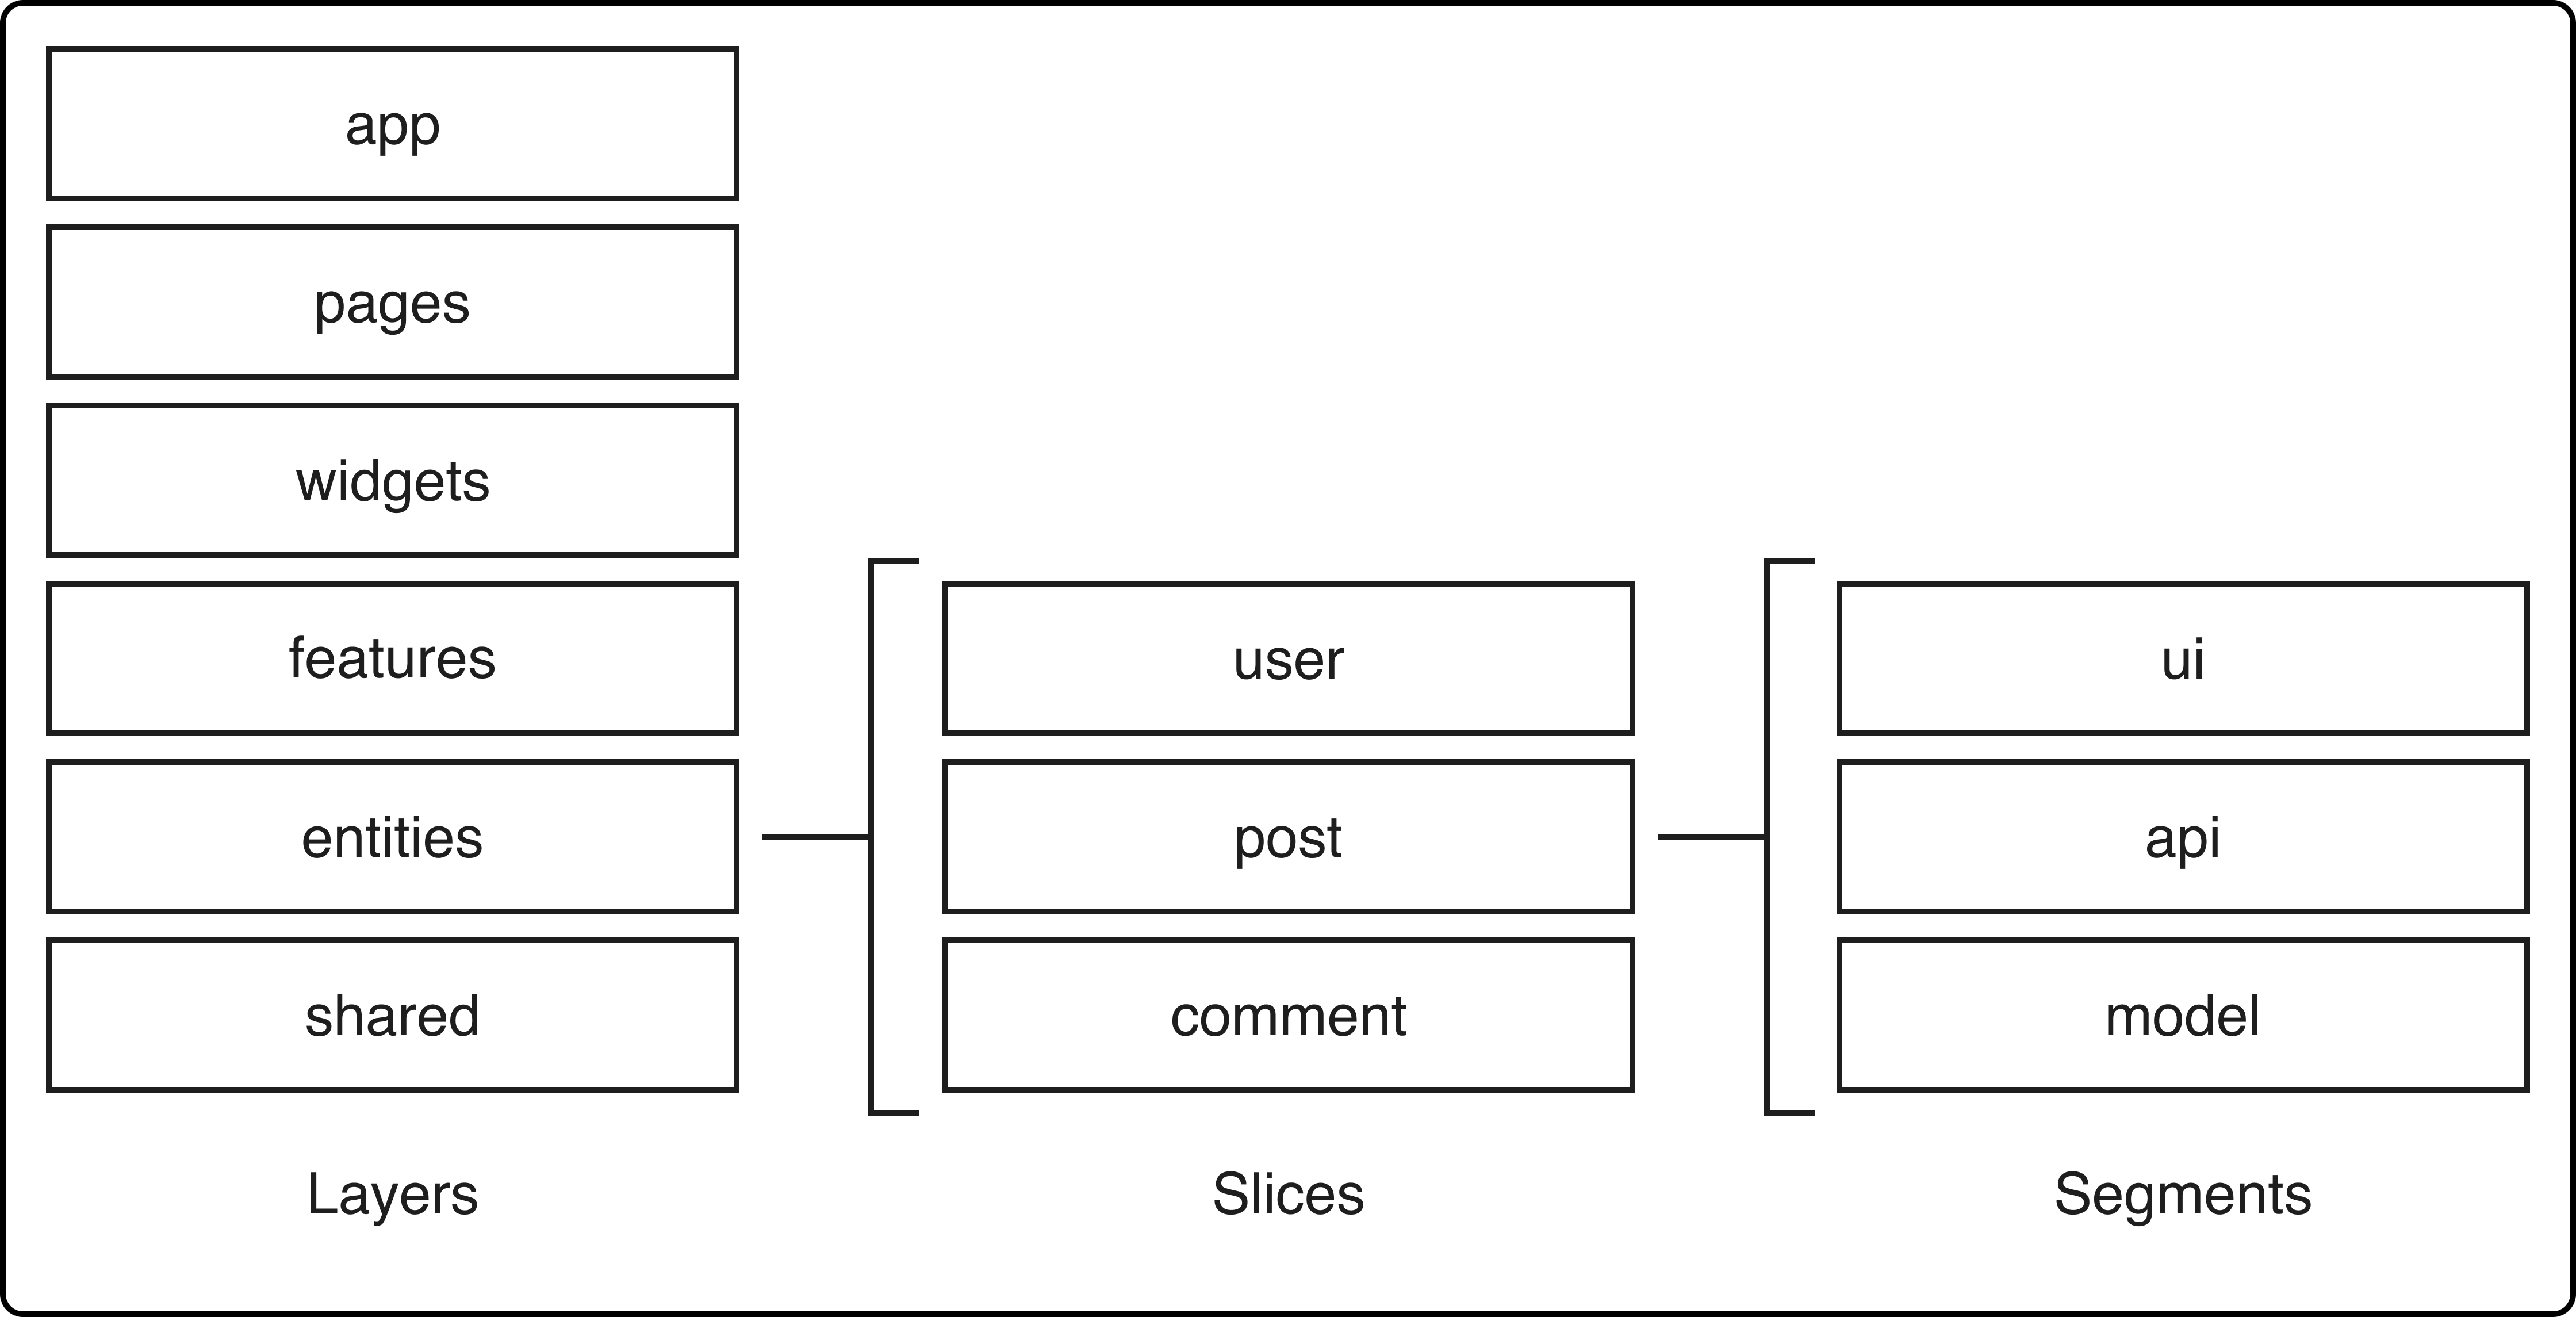 app
pages
widgets
features
entities
shared
Layers
user
post
comment
Slices
ui
api
model
Segments